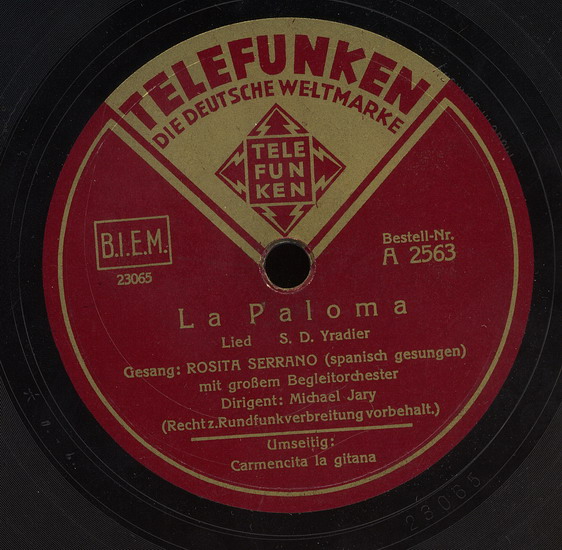 TELEFUNKEN
DIE DEUTSCHE WELTMARKE
TELE
FUN
KEN
B.I.E.M.
23065
Bestell-Nr.
A 2563
La Paloma
Lied S. D. Yradier
Gesang: ROSITA SERRANO (spanisch gesungen)
mit großem Begleitorchester
Dirigent: Michael Jary
(Recht z. Rundfunkverbreitung vorbehalt.)
Umseitig:
Carmencita la gitana
23065